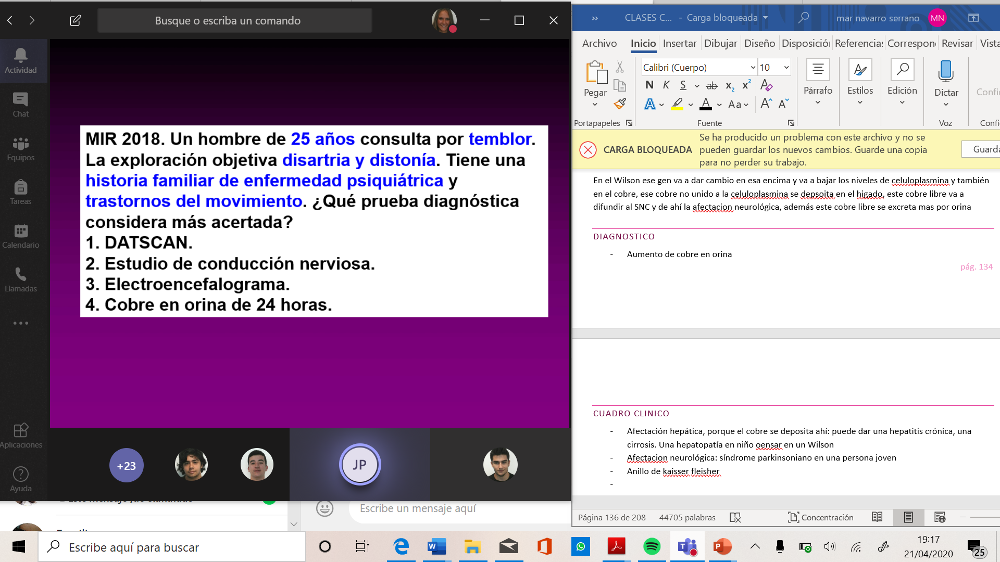 Busque o escriba un comando
Actividad
Chat
Equipos
Tareas
Calendario
Llamadas
Aplicaciones
Ayuda
MIR 2018. Un hombre de 25 años consulta por temblor.
La exploración objetiva disartria y distonía. Tiene una
historia familiar de enfermedad psiquiátrica y
trastornos del movimiento. ¿Qué prueba diagnóstica
considera más acertada?
1. DATSCAN.
2. Estudio de conducción nerviosa.
3. Electroencefalograma.
4. Cobre en orina de 24 horas.
+23
JP
Escribe un mensaje aquí
CLASES C... - Carga bloqueada
mar navarro serrano MN
Archivo Inicio Insertar Dibujar Diseño Disposición Referencias Correspon Revisar Vista
Pegar
Calibri (Cuerpo) 10
N K S ab x2 x2 A
A A Aa A A
Párrafo
Estilos
Edición
Dictar
Confi
Portapapeles Fuente Voz Confi
CARGA BLOQUEADA
Se ha producido un problema con este archivo y no se
pueden guardar los nuevos cambios. Guarde una copia
para no perder su trabajo.
Guarda
En el Wilson ese gen va a dar cambio en esa encima y va a bajar los niveles de celuloplasmina y también
en el cobre, ese cobre no unido a la celuloplasmina se depsoita en el higado, este cobre libre va a
difundir al SNC y de ahí la afectacion neurológica, además este cobre libre se excreta mas por orina
DIAGNOSTICO
- Aumento de cobre en orina
pág. 134
CUADRO CLINICO
- Afectación hepática, porque el cobre se deposita ahí: puede dar una hepatitis crónica, una
cirrosis. Una hepatopatía en niño oensar en un Wilson
- Afectacion neurológica: síndrome parkinsoniano en una persona joven
- Anillo de kaisser fleisher
-
Página 136 de 208 44705 palabras Concentración
Escribe aquí para buscar
19:17
21/04/2020
25